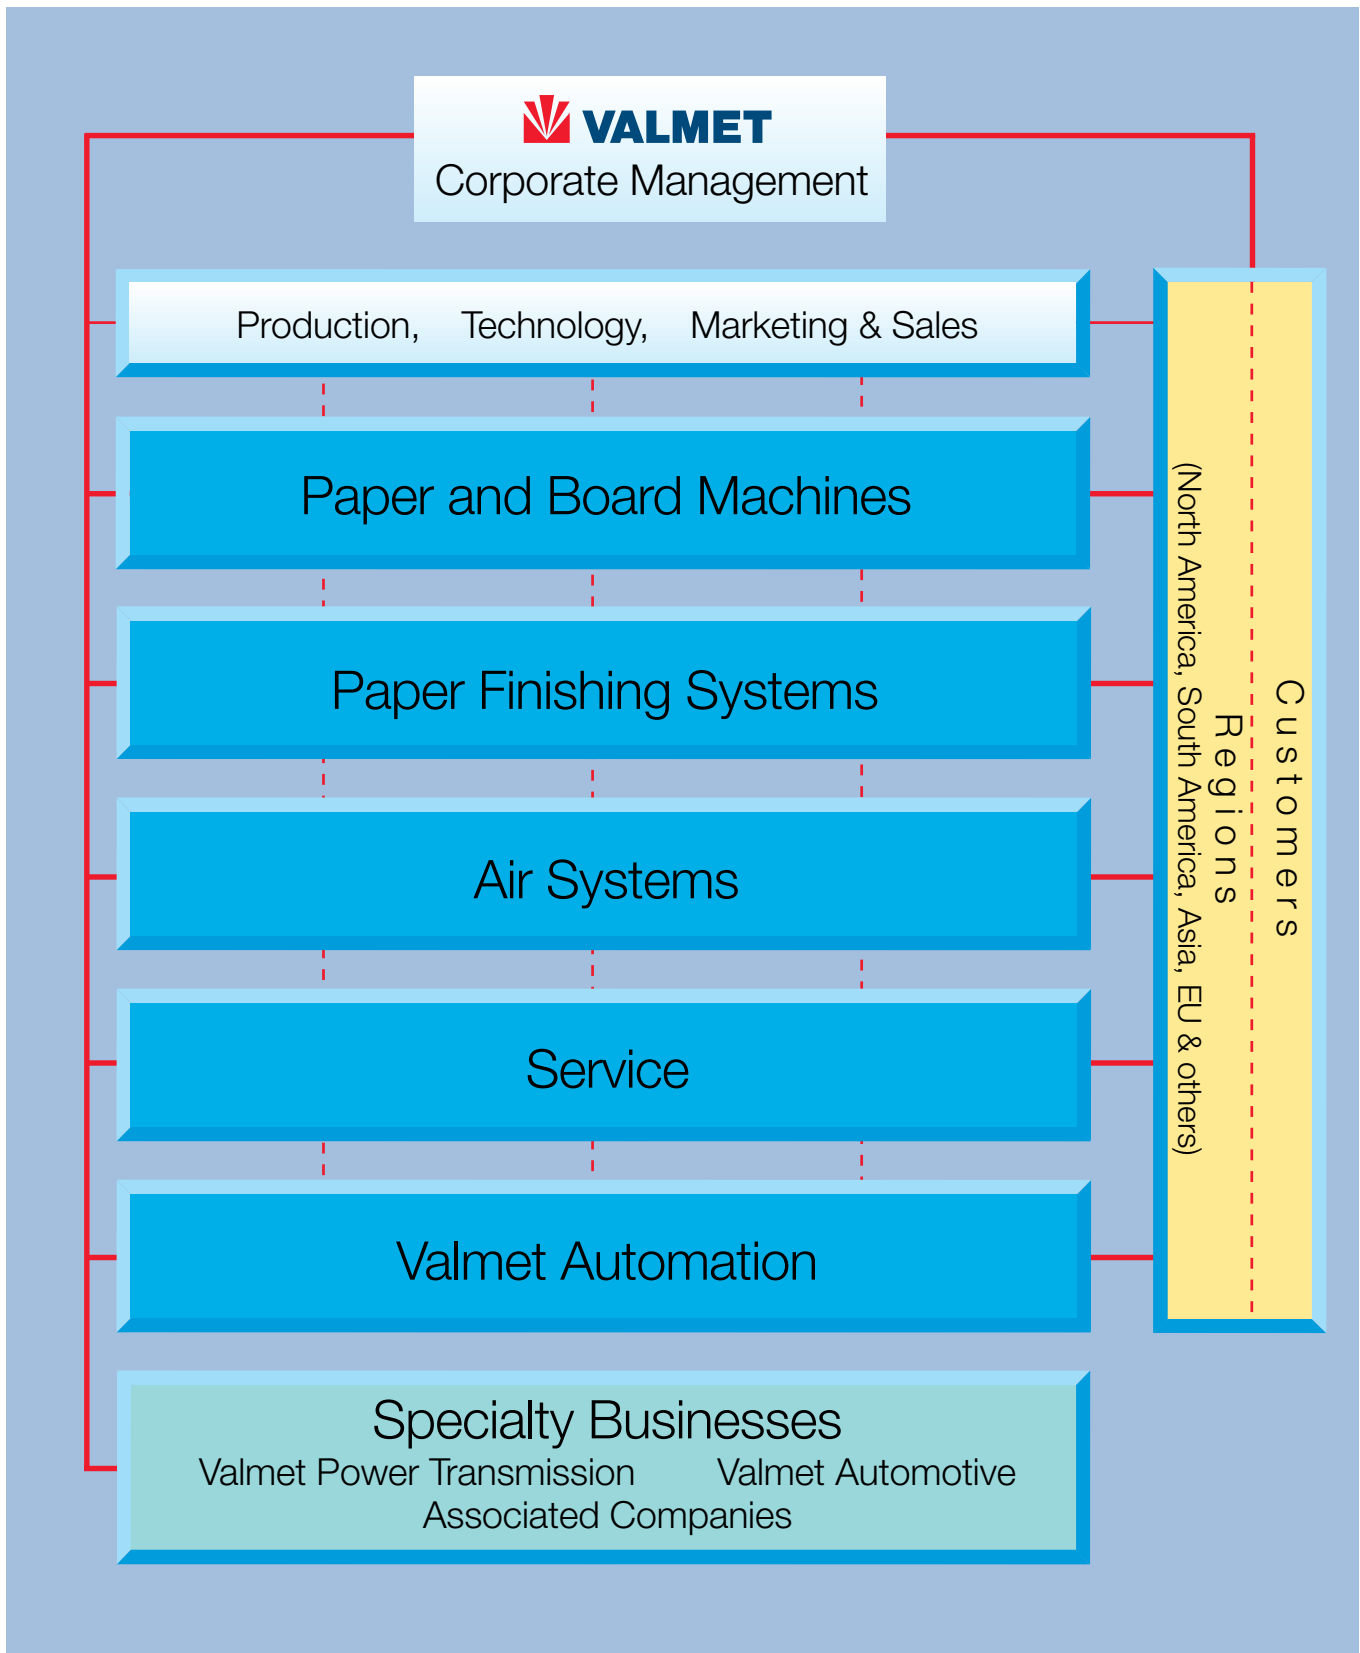 VALMET
Corporate Management
Production, Technology, Marketing & Sales
Paper and Board Machines
Paper Finishing Systems
Air Systems
Service
Valmet Automation
Specialty Businesses
Valmet Power Transmission Valmet Automotive
Associated Companies
Customers
Regions
(North America, South America, Asia, EU & others)